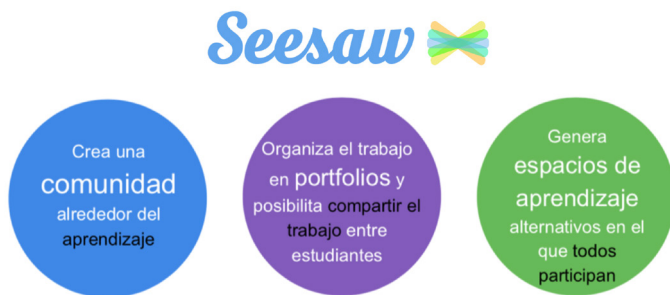 Seesaw
Crea una
comunidad
alrededor del
aprendizaje
Organiza el trabajo
en portfolios y
posibilita compartir el
trabajo entre
estudiantes
Genera
espacios de
aprendizaje
alternativos en el
que todos
participan